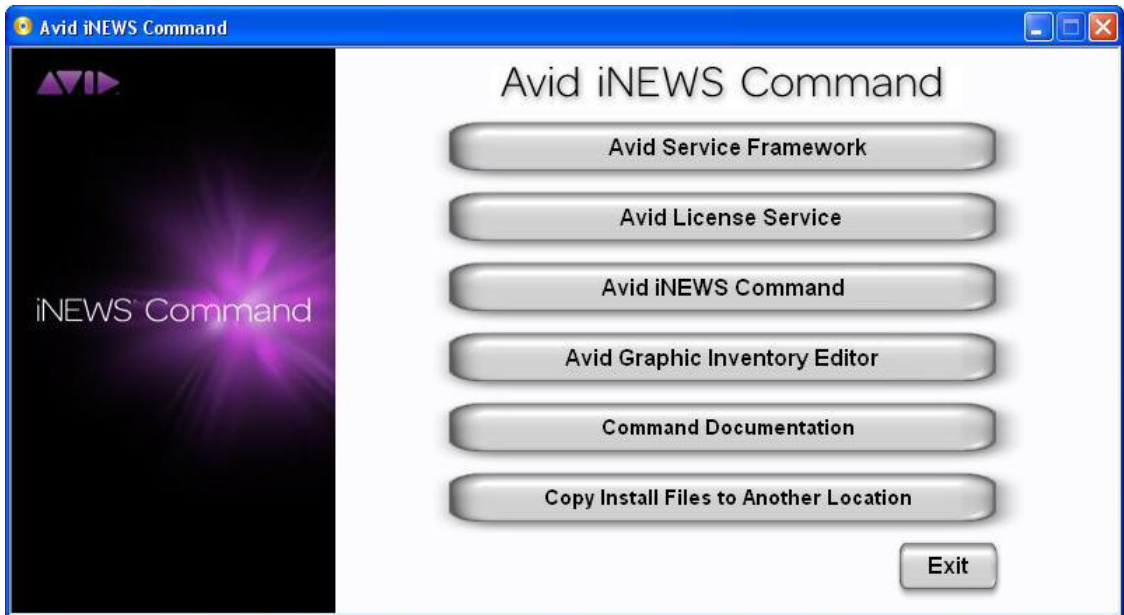 Avid iNEWS Command
AVID
iNEWS Command
Avid iNEWS Command
Avid Service Framework
Avid License Service
Avid iNEWS Command
Avid Graphic Inventory Editor
Command Documentation
Copy Install Files to Another Location
Exit